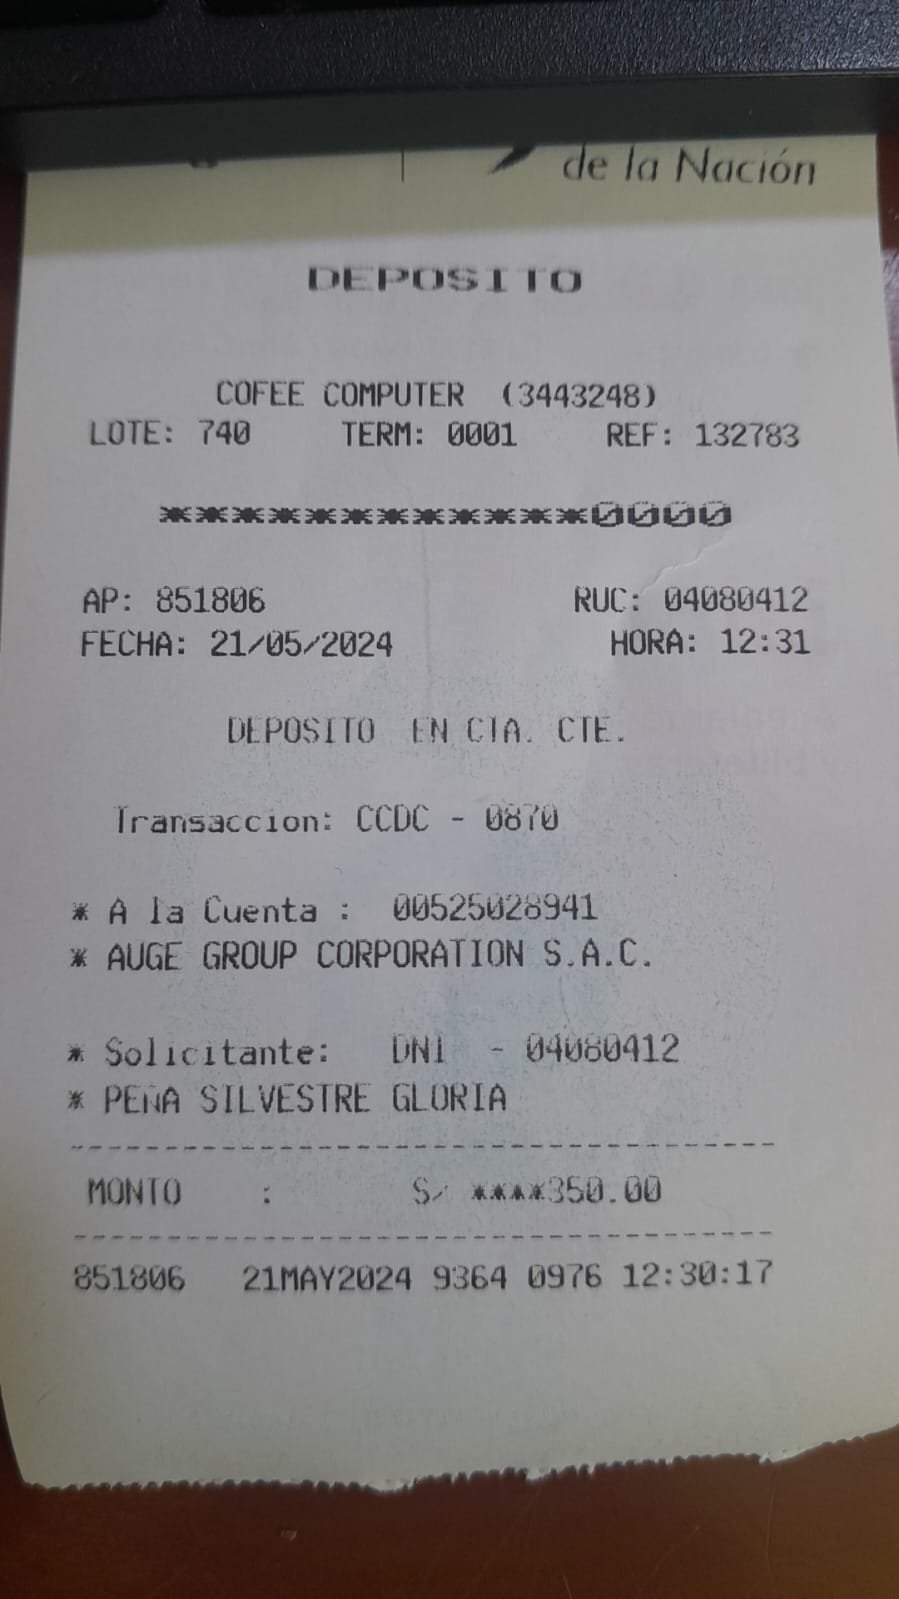 de la Nación
DEPOSITO
COFEE COMPUTER (3443248)
LOTE: 740 TERM: 0001 REF: 132783
************0000
AP: 851806 RUC: 04080412
FECHA: 21/05/2024 HORA: 12:31
DEPOSITO EN CTA. CTE.
Transaccion: CCDC - 0870
* A la Cuenta : 00525028941
* AUGE GROUP CORPORATION S.A.C.
* Solicitante: DNI - 04080412
* PEÑA SILVESTRE GLORIA
MONTO : S/ ****350.00
851806 21MAY2024 9364 0976 12:30:17